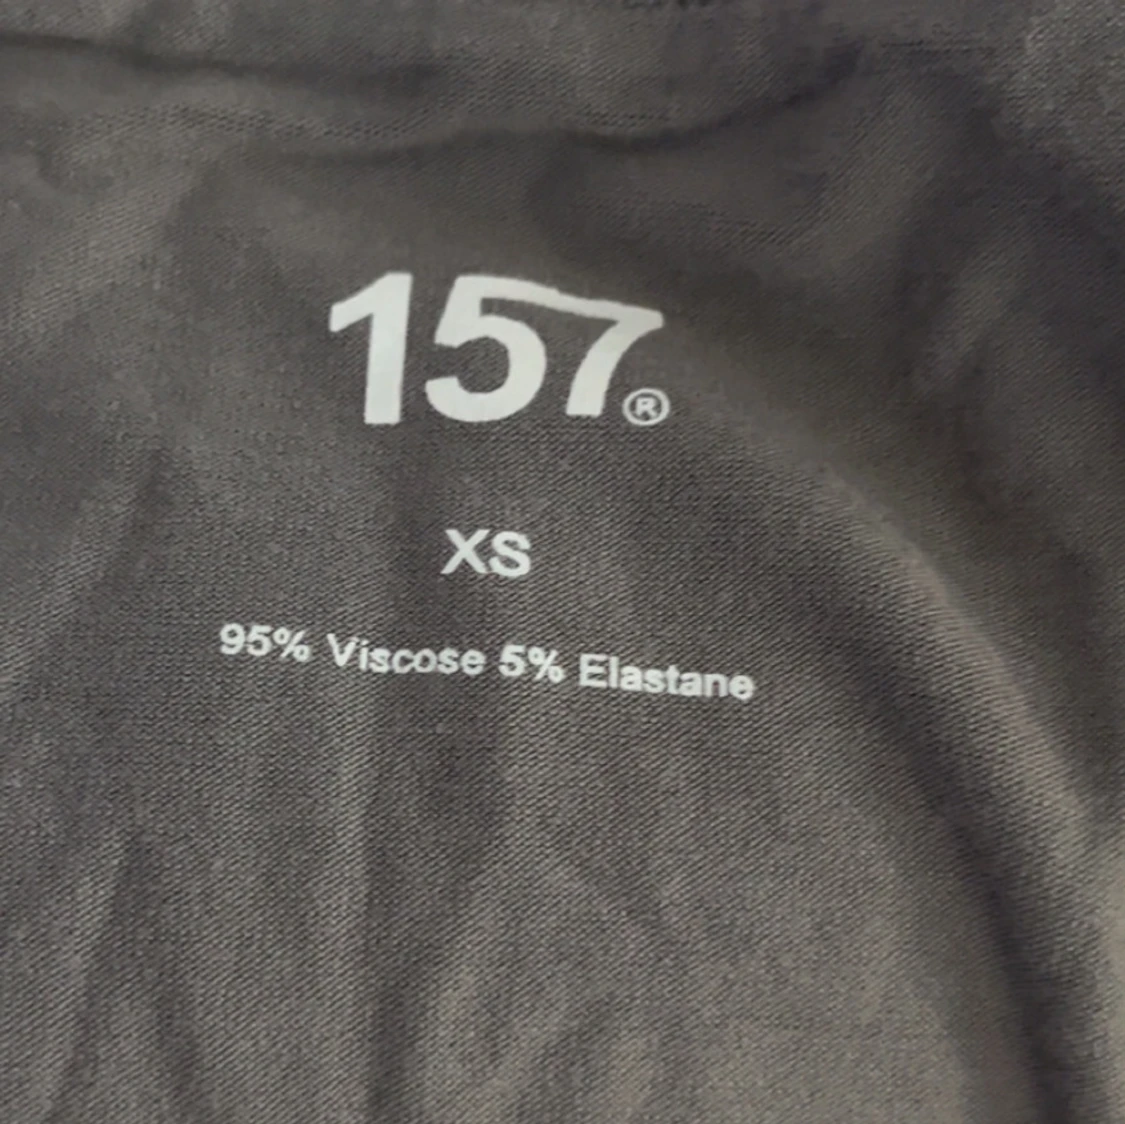 157®
XS
95% Viscose 5% Elastane